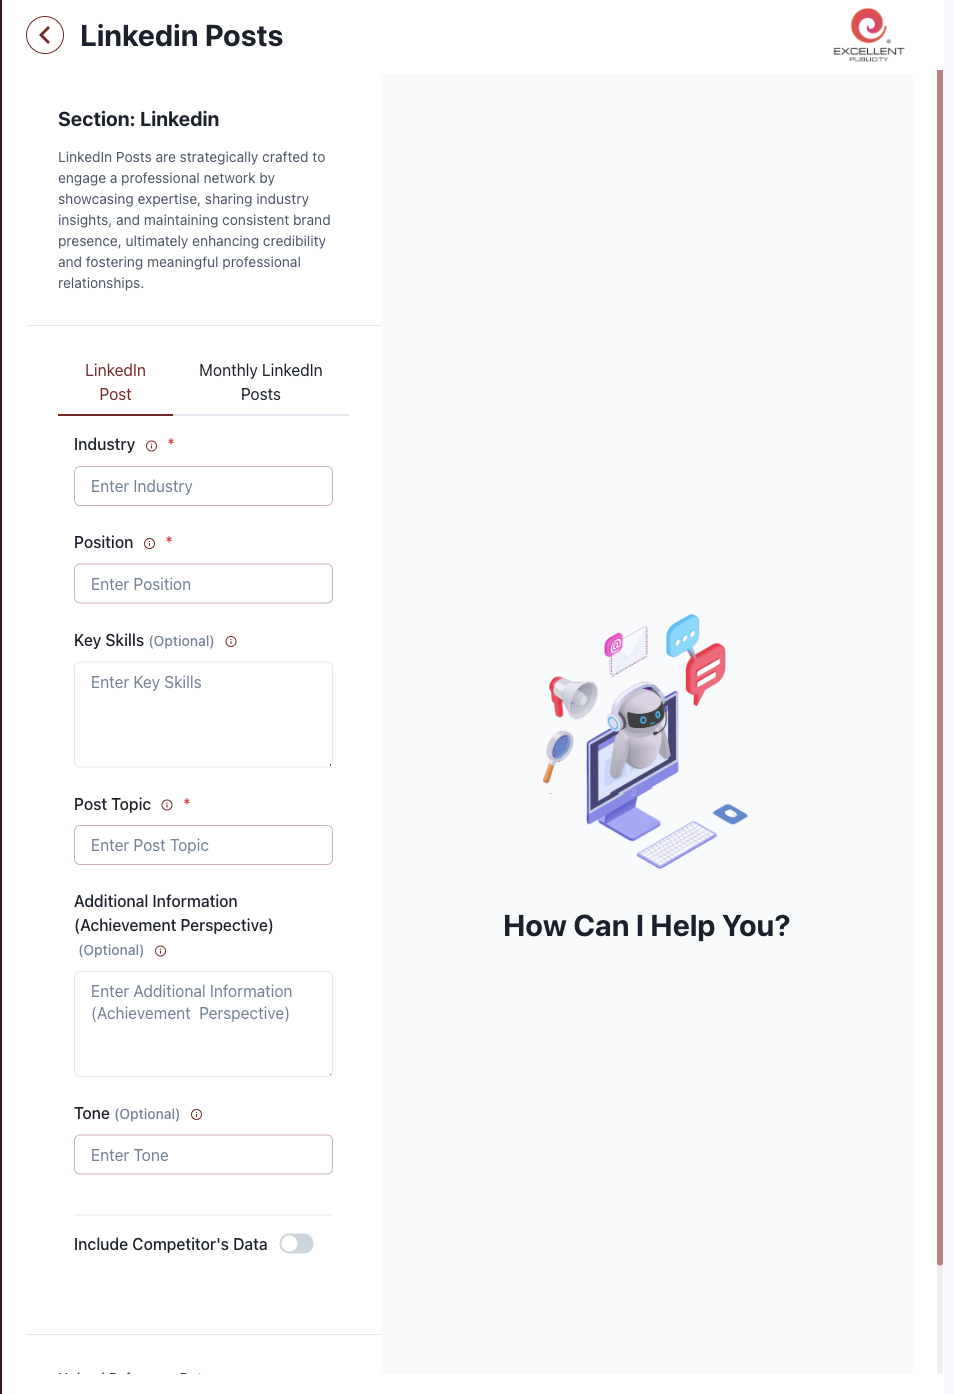 Linkedin Posts
EXCELLENT
PUBLICITY
Section: Linkedin
LinkedIn Posts are strategically crafted to
engage a professional network by
showcasing expertise, sharing industry
insights, and maintaining consistent brand
presence, ultimately enhancing credibility
and fostering meaningful professional
relationships.
LinkedIn
Post
Monthly LinkedIn
Posts
Industry *
Enter Industry
Position *
Enter Position
Key Skills (Optional)
Enter Key Skills
Post Topic *
Enter Post Topic
Additional Information
(Achievement Perspective)
(Optional)
Enter Additional Information
(Achievement  Perspective)
Tone (Optional)
Enter Tone
Include Competitor's Data
How Can I Help You?